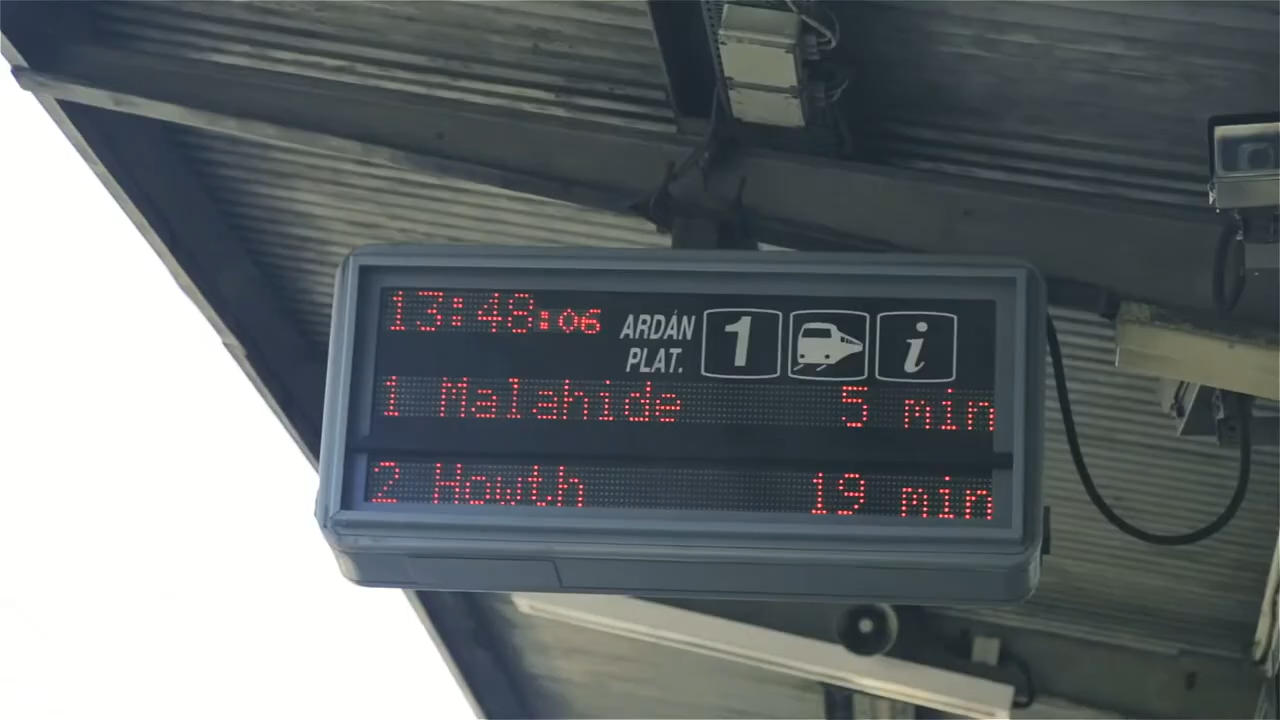 13:48:06
ARDÁN
PLAT.
1
i
1 Malahide 5 min
2 Howth 19 min